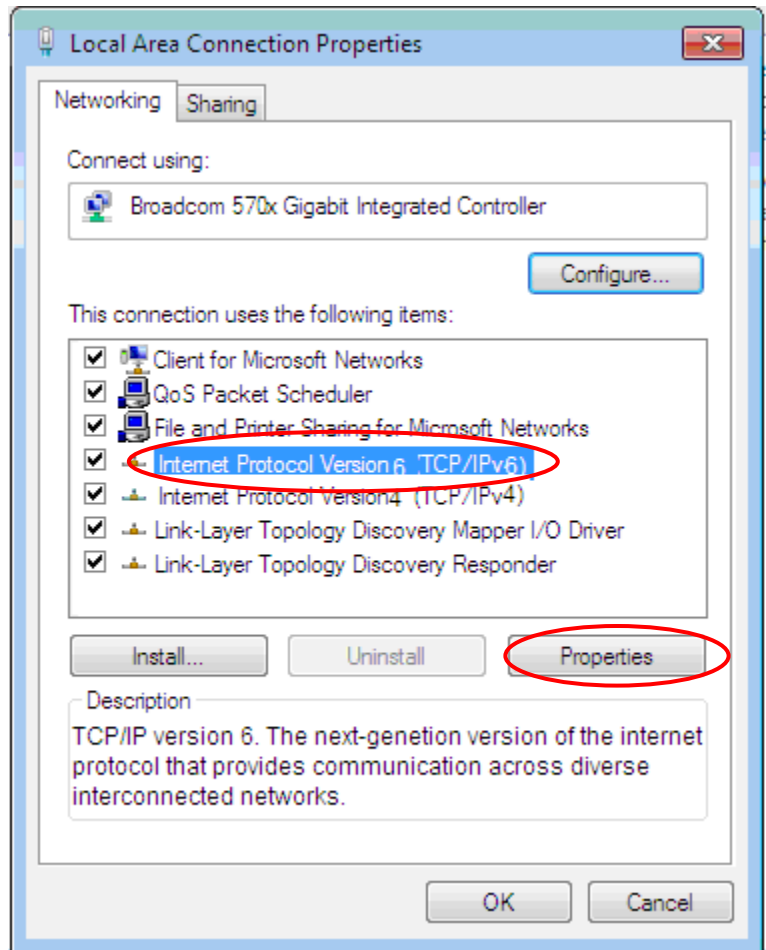 Local Area Connection Properties
Networking
Sharing
Connect using:
Broadcom 570x Gigabit Integrated Controller
Configure...
This connection uses the following items:
Client for Microsoft Networks
QoS Packet Scheduler
File and Printer Sharing for Microsoft Networks
Internet Protocol Version 6 (TCP/IPv6)
Internet Protocol Version4 (TCP/IPv4)
Link-Layer Topology Discovery Mapper I/O Driver
Link-Layer Topology Discovery Responder
Install...
Uninstall
Properties
Description
TCP/IP version 6. The next-genetion version of the internet
protocol that provides communication across diverse
interconnected networks.
OK
Cancel